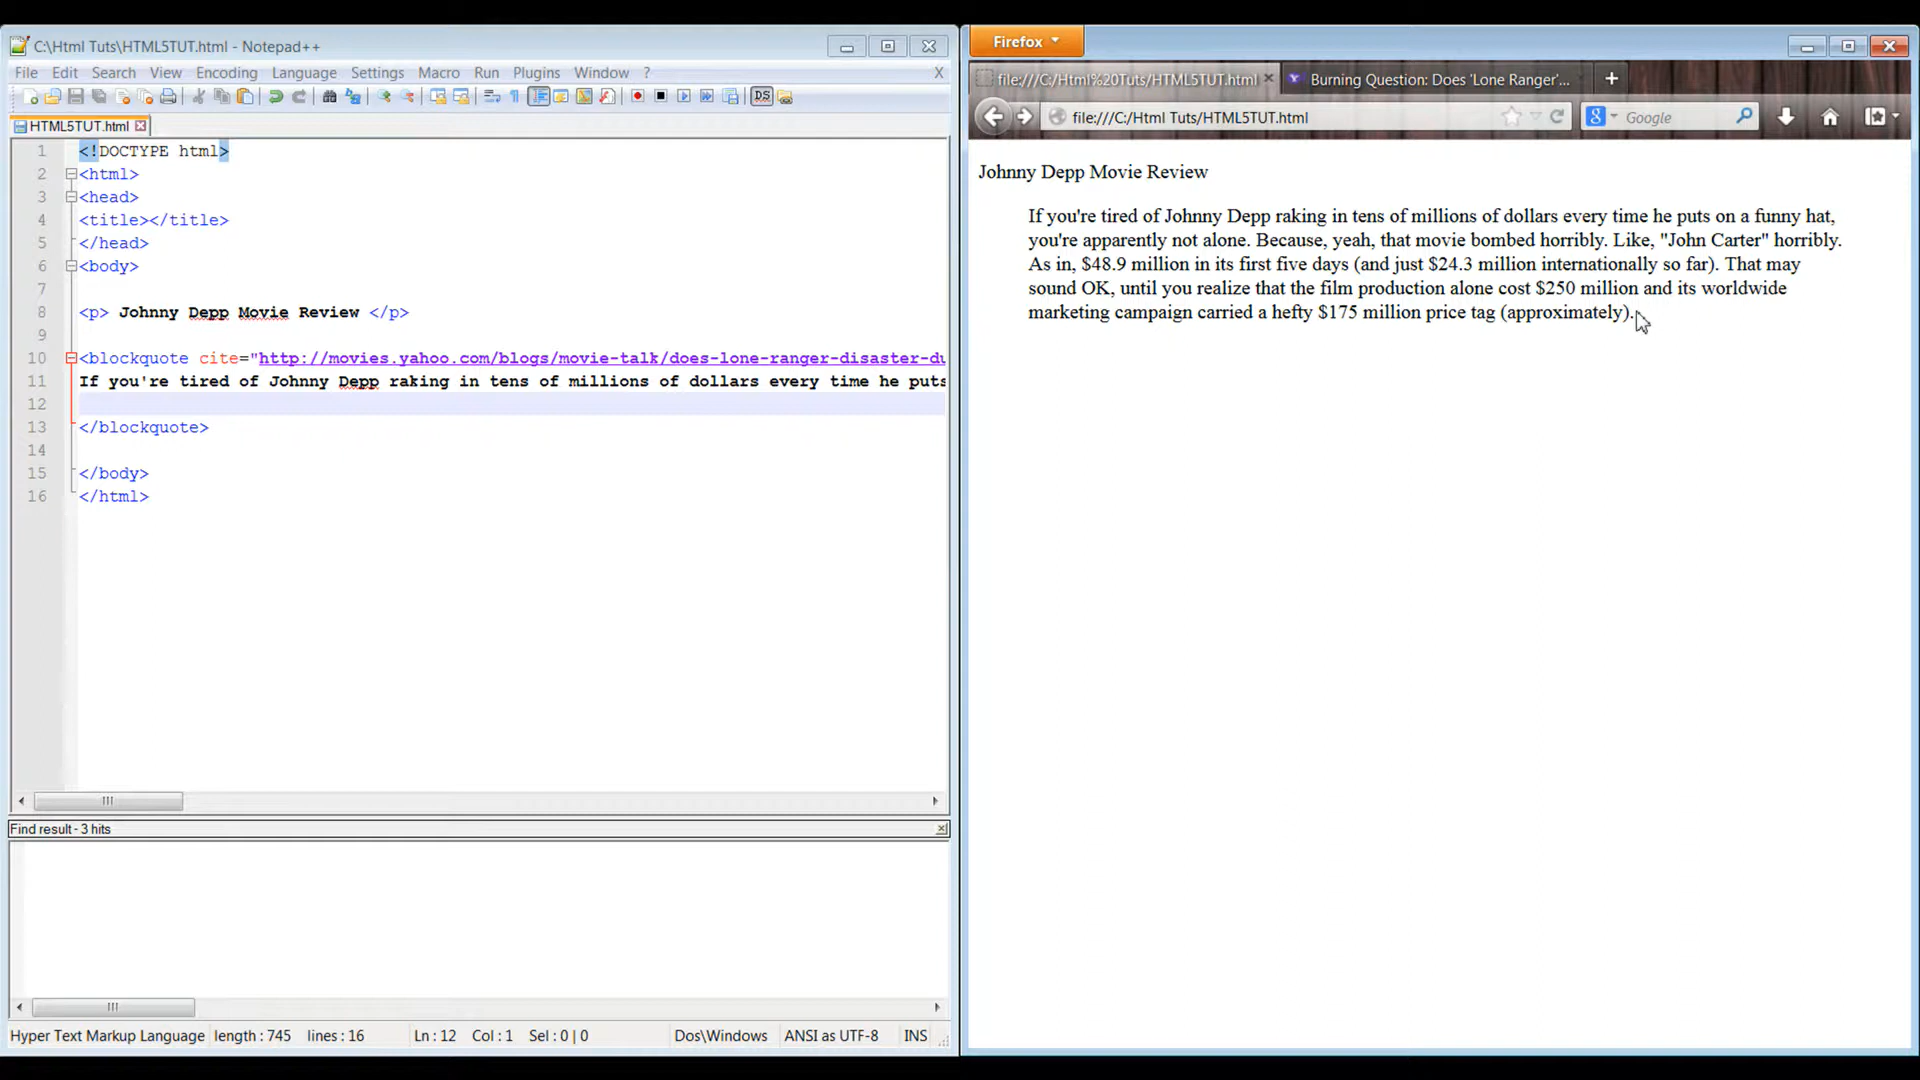 C:\Html Tuts\HTML5TUT.html - Notepad++
File Edit Search View Encoding Language Settings Macro Run Plugins Window ? X
HTML5TUT.html
1 <!DOCTYPE html>
2 <html>
3 <head>
4 <title></title>
5 </head>
6 <body>
7
8 <p> Johnny Depp Movie Review </p>
9
10 <blockquote cite="http://movies.yahoo.com/blogs/movie-talk/does-lone-ranger-disaster-du
11 If you're tired of Johnny Depp raking in tens of millions of dollars every time he puts
12
13 </blockquote>
14
15 </body>
16 </html>
Find result - 3 hits
Hyper Text Markup Language length : 745 lines : 16 Ln : 12 Col : 1 Sel : 0 | 0 Dos\Windows ANSI as UTF-8 INS
Firefox
file:///C:/Html%20Tuts/HTML5TUT.html Burning Question: Does 'Lone Ranger'...
file:///C:/Html Tuts/HTML5TUT.html Google
Johnny Depp Movie Review
If you're tired of Johnny Depp raking in tens of millions of dollars every time he puts on a funny hat,
you're apparently not alone. Because, yeah, that movie bombed horribly. Like, "John Carter" horribly.
As in, $48.9 million in its first five days (and just $24.3 million internationally so far). That may
sound OK, until you realize that the film production alone cost $250 million and its worldwide
marketing campaign carried a hefty $175 million price tag (approximately).